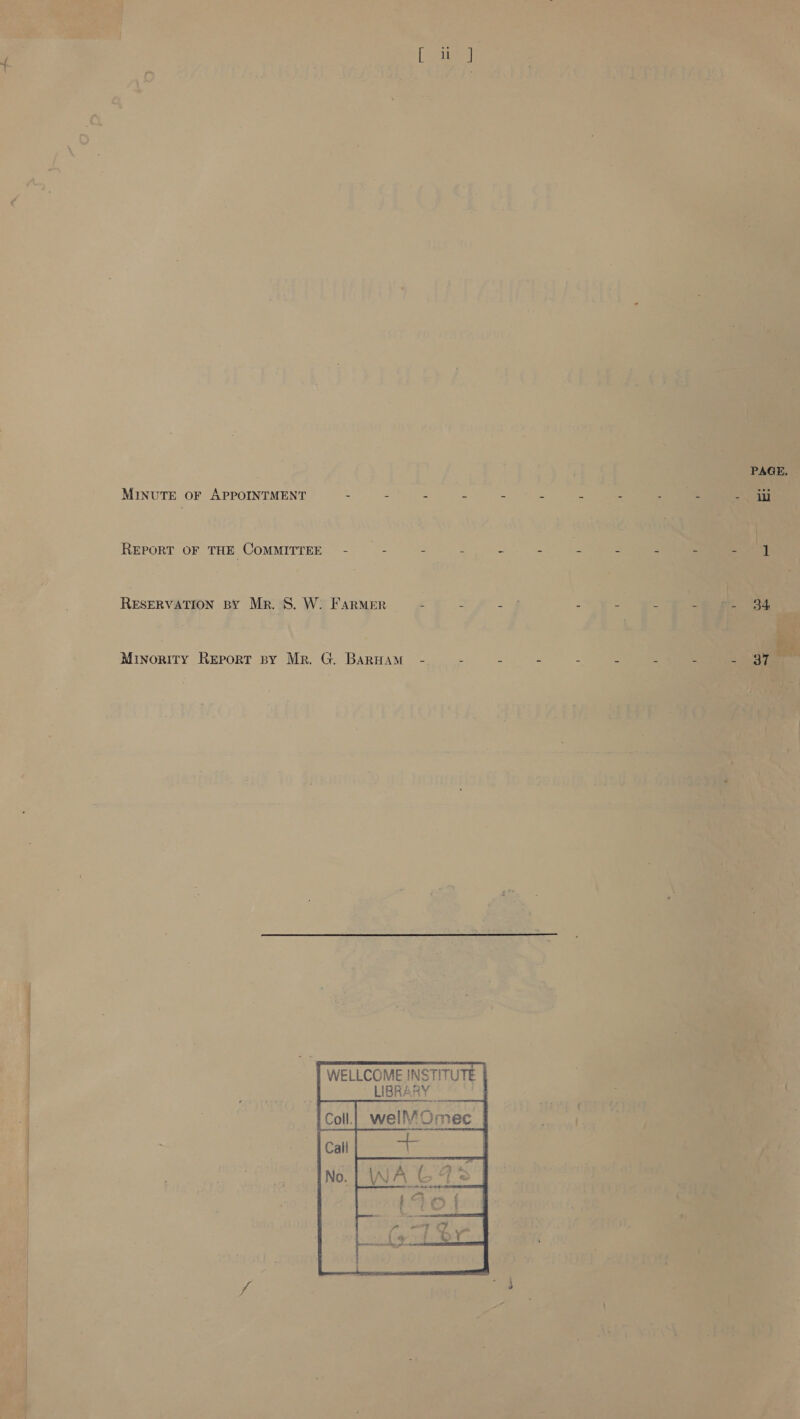 [ ii ]
PAGE.
MINUTE OF APPOINTMENT - - - - - - - - - - - iii
REPORT OF THE COMMITTEE - - - - - - - - - - - 1
RESERVATION BY MR. S. W. FARMER - - - - - - - - 34
MINORITY REPORT BY MR. G. BARHAM - - - - - - - - - 37
WELLCOME INSTITUTE
LIBRARY
Coll. welMOmec
Call +
No. WA
1901